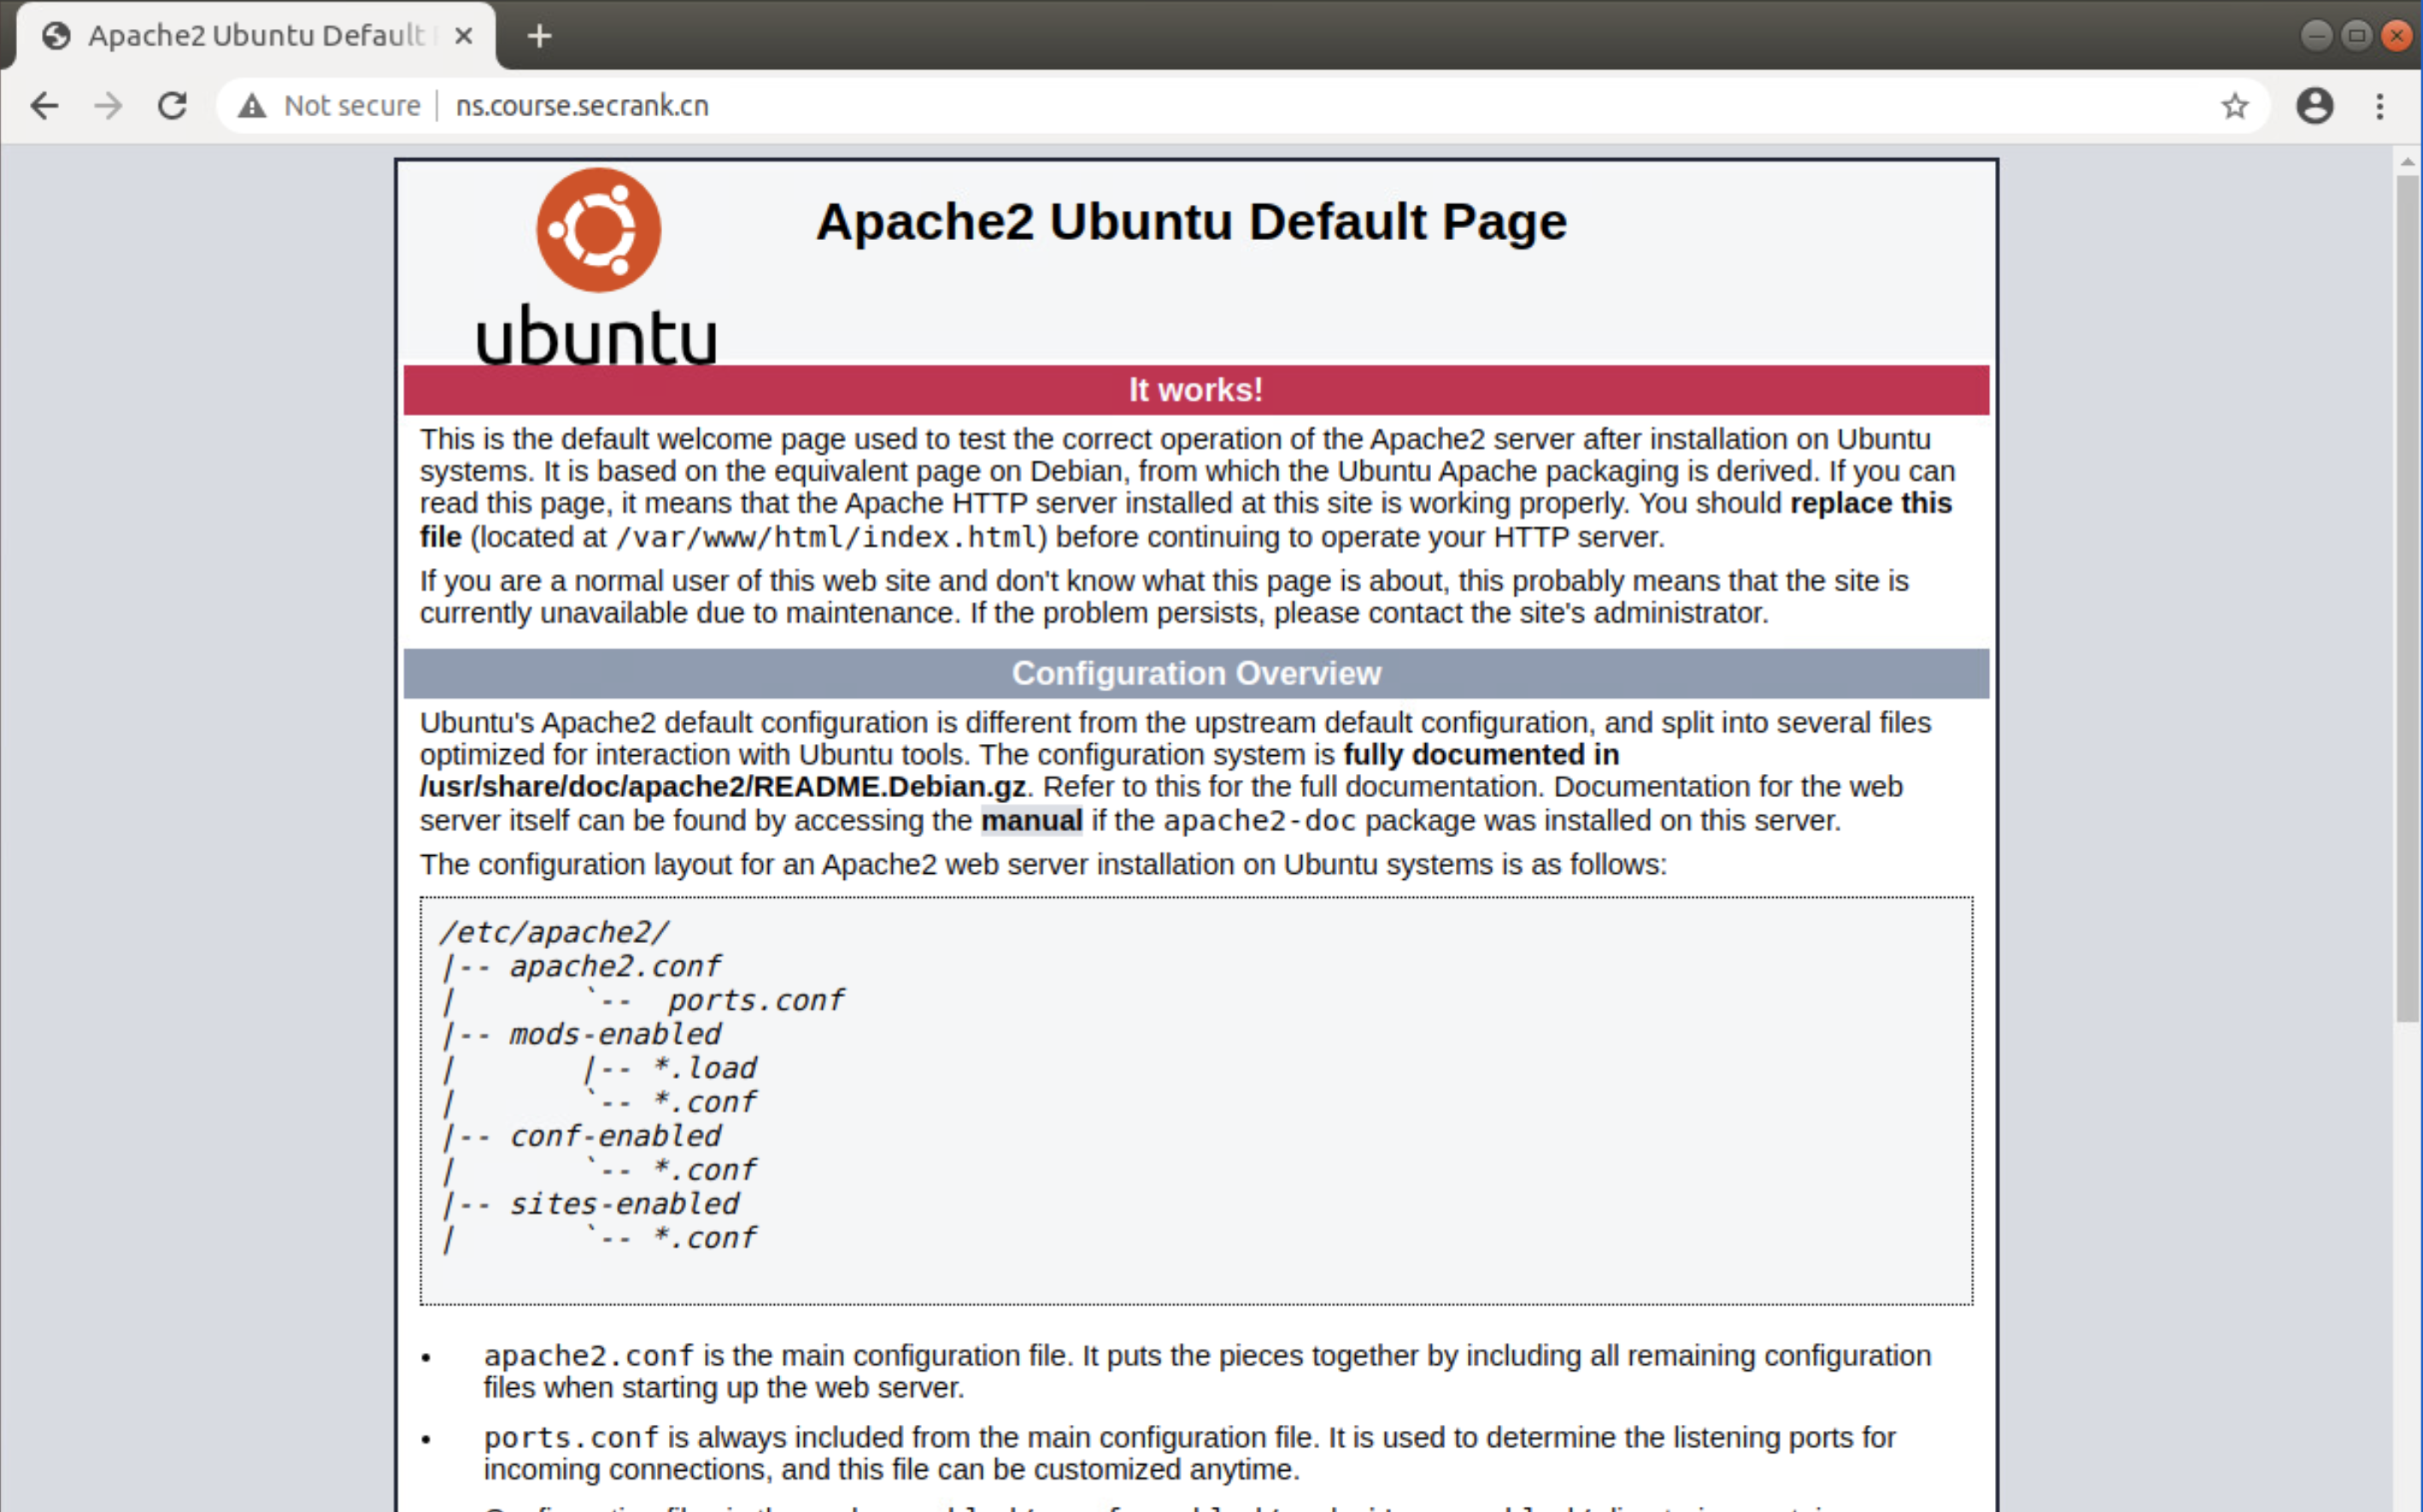 Apache2 Ubuntu Default
Not secure
ns.course.secrank.cn
ubuntu
Apache2 Ubuntu Default Page
It works!
This is the default welcome page used to test the correct operation of the Apache2 server after installation on Ubuntu
systems. It is based on the equivalent page on Debian, from which the Ubuntu Apache packaging is derived. If you can
read this page, it means that the Apache HTTP server installed at this site is working properly. You should replace this
file (located at /var/www/html/index.html) before continuing to operate your HTTP server.
If you are a normal user of this web site and don't know what this page is about, this probably means that the site is
currently unavailable due to maintenance. If the problem persists, please contact the site's administrator.
Configuration Overview
Ubuntu's Apache2 default configuration is different from the upstream default configuration, and split into several files
optimized for interaction with Ubuntu tools. The configuration system is fully documented in
/usr/share/doc/apache2/README.Debian.gz. Refer to this for the full documentation. Documentation for the web
server itself can be found by accessing the manual if the apache2-doc package was installed on this server.
The configuration layout for an Apache2 web server installation on Ubuntu systems is as follows:
/etc/apache2/
|-- apache2.conf
|       `--  ports.conf
|-- mods-enabled
|       |-- *.load
|       `-- *.conf
|-- conf-enabled
|       `-- *.conf
|-- sites-enabled
|       `-- *.conf
• apache2.conf is the main configuration file. It puts the pieces together by including all remaining configuration
files when starting up the web server.
• ports.conf is always included from the main configuration file. It is used to determine the listening ports for
incoming connections, and this file can be customized anytime.